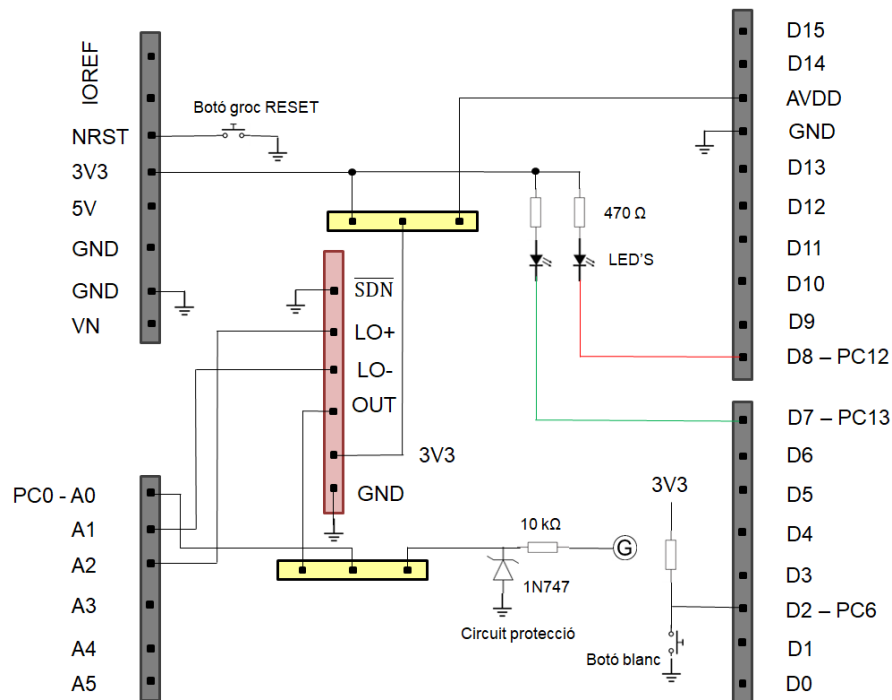 IOREF
NRST
3V3
5V
GND
GND
VN
Botó groc RESET
SDN
LO+
LO-
OUT
3V3
GND
470 Ω
LED'S
D15
D14
AVDD
GND
D13
D12
D11
D10
D9
D8 – PC12
PC0 - A0
A1
A2
A3
A4
A5
10 kΩ
G
1N747
Circuit protecció
3V3
Botó blanc
D7 – PC13
D6
D5
D4
D3
D2 – PC6
D1
D0